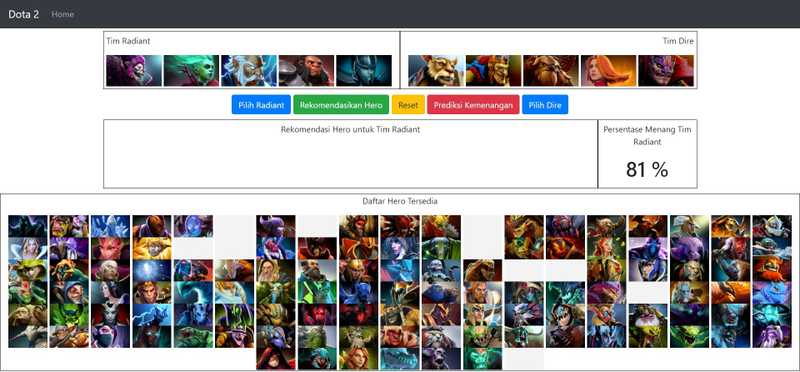 Dota 2 Home
Tim Radiant
Tim Dire
Pilih Radiant
Rekomendasikan Hero
Reset
Prediksi Kemenangan
Pilih Dire
Rekomendasi Hero untuk Tim Radiant
Persentase Menang Tim
Radiant
81 %
Daftar Hero Tersedia